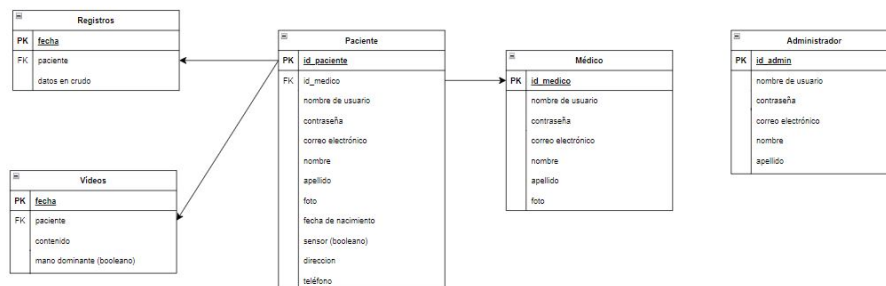 Registros
PK fecha
FK paciente
datos en crudo
Videos
PK fecha
FK paciente
contenido
mano dominante (booleano)
Paciente
PK id_paciente
FK id_medico
nombre de usuario
contraseña
correo electrónico
nombre
apellido
foto
fecha de nacimiento
sensor (booleano)
direccion
teléfono
Médico
PK id_medico
nombre de usuario
contraseña
correo electrónico
nombre
apellido
foto
Administrador
PK id_admin
nombre de usuario
contraseña
correo electrónico
nombre
apellido